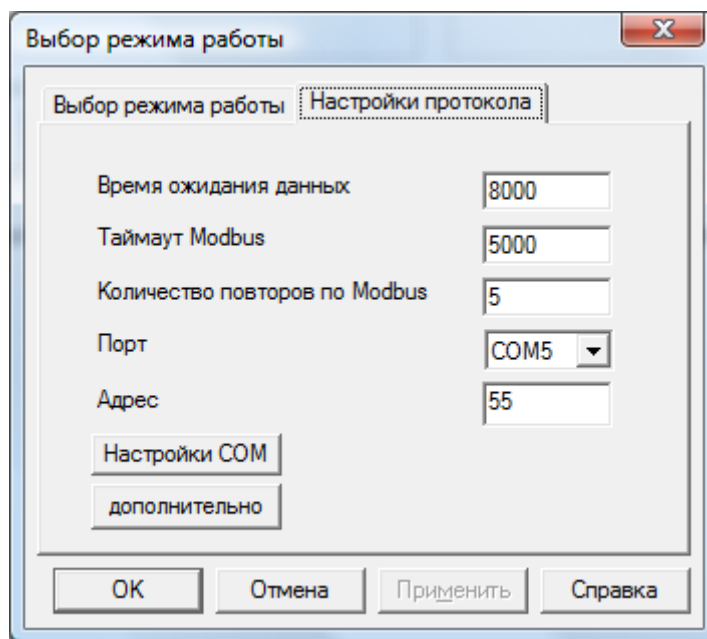 Выбор режима работы
Выбор режима работы Настройки протокола
Время ожидания данных 8000
Таймаут Modbus 5000
Количество повторов по Modbus 5
Порт COM5
Адрес 55
Настройки COM
дополнительно
OK Отмена Применить Справка